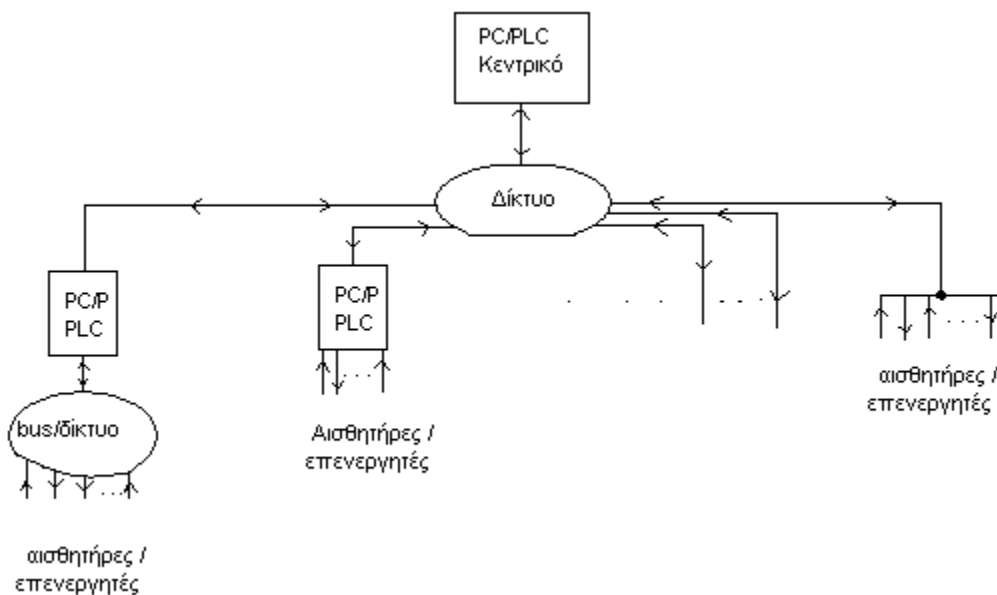 PC/PLC
Κεντρικό
Δίκτυο
PC/P
PLC
PC/P
PLC
bus/δίκτυο
αισθητήρες /
επενεργητές
Αισθητήρες /
επενεργητές
αισθητήρες /
επενεργητές